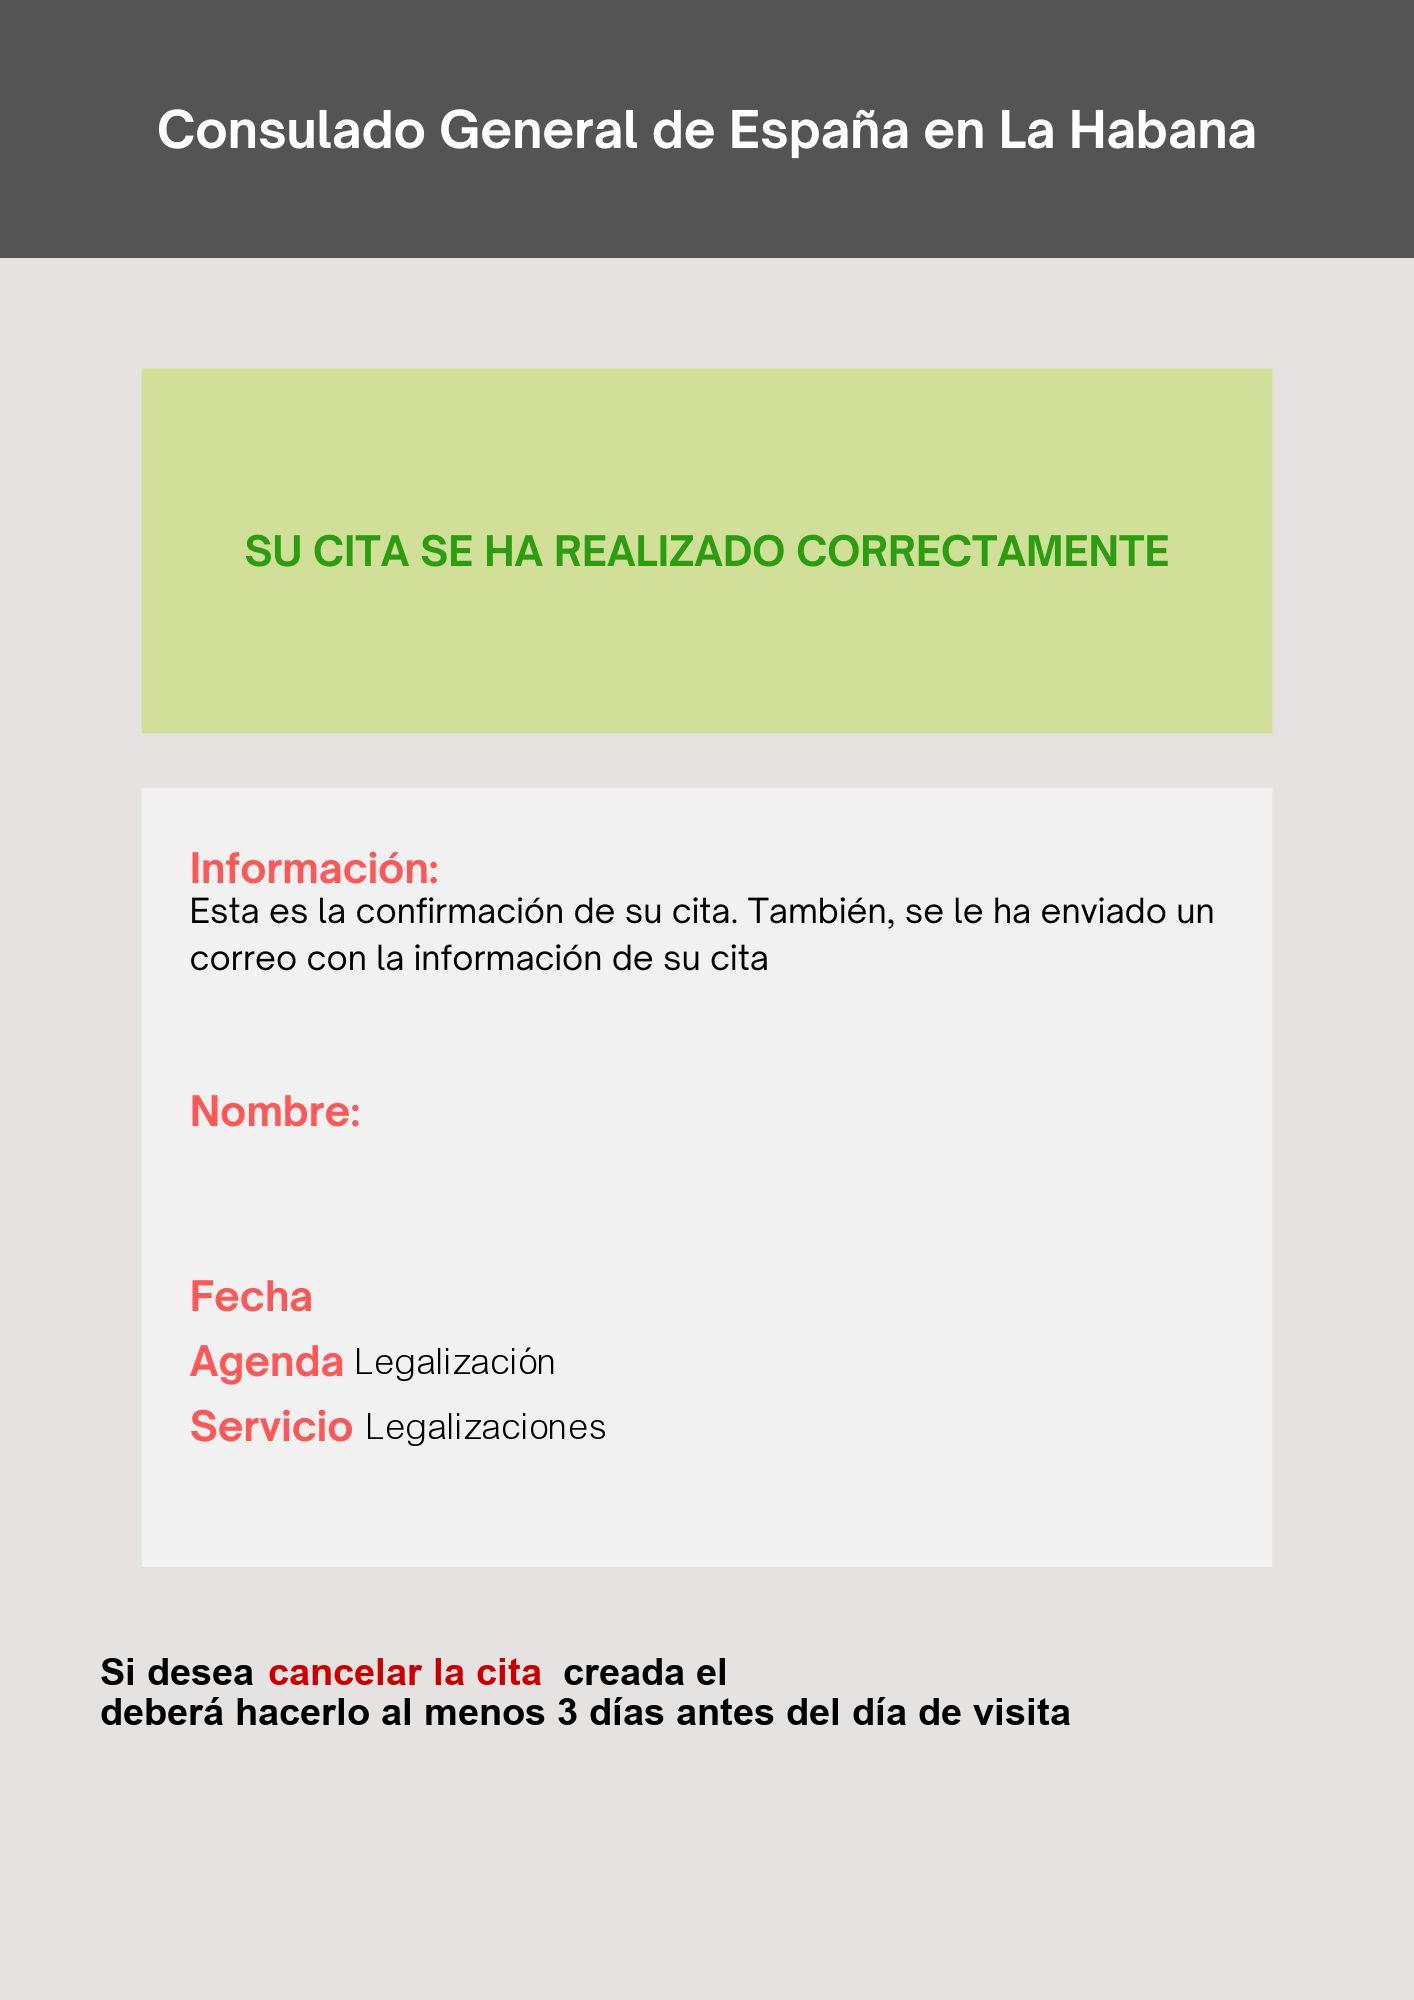 Consulado General de España en La Habana
SU CITA SE HA REALIZADO CORRECTAMENTE
Información:
Esta es la confirmación de su cita. También, se le ha enviado un
correo con la información de su cita
Nombre:
Fecha
Agenda Legalización
Servicio Legalizaciones
Si desea cancelar la cita creada el
deberá hacerlo al menos 3 días antes del día de visita